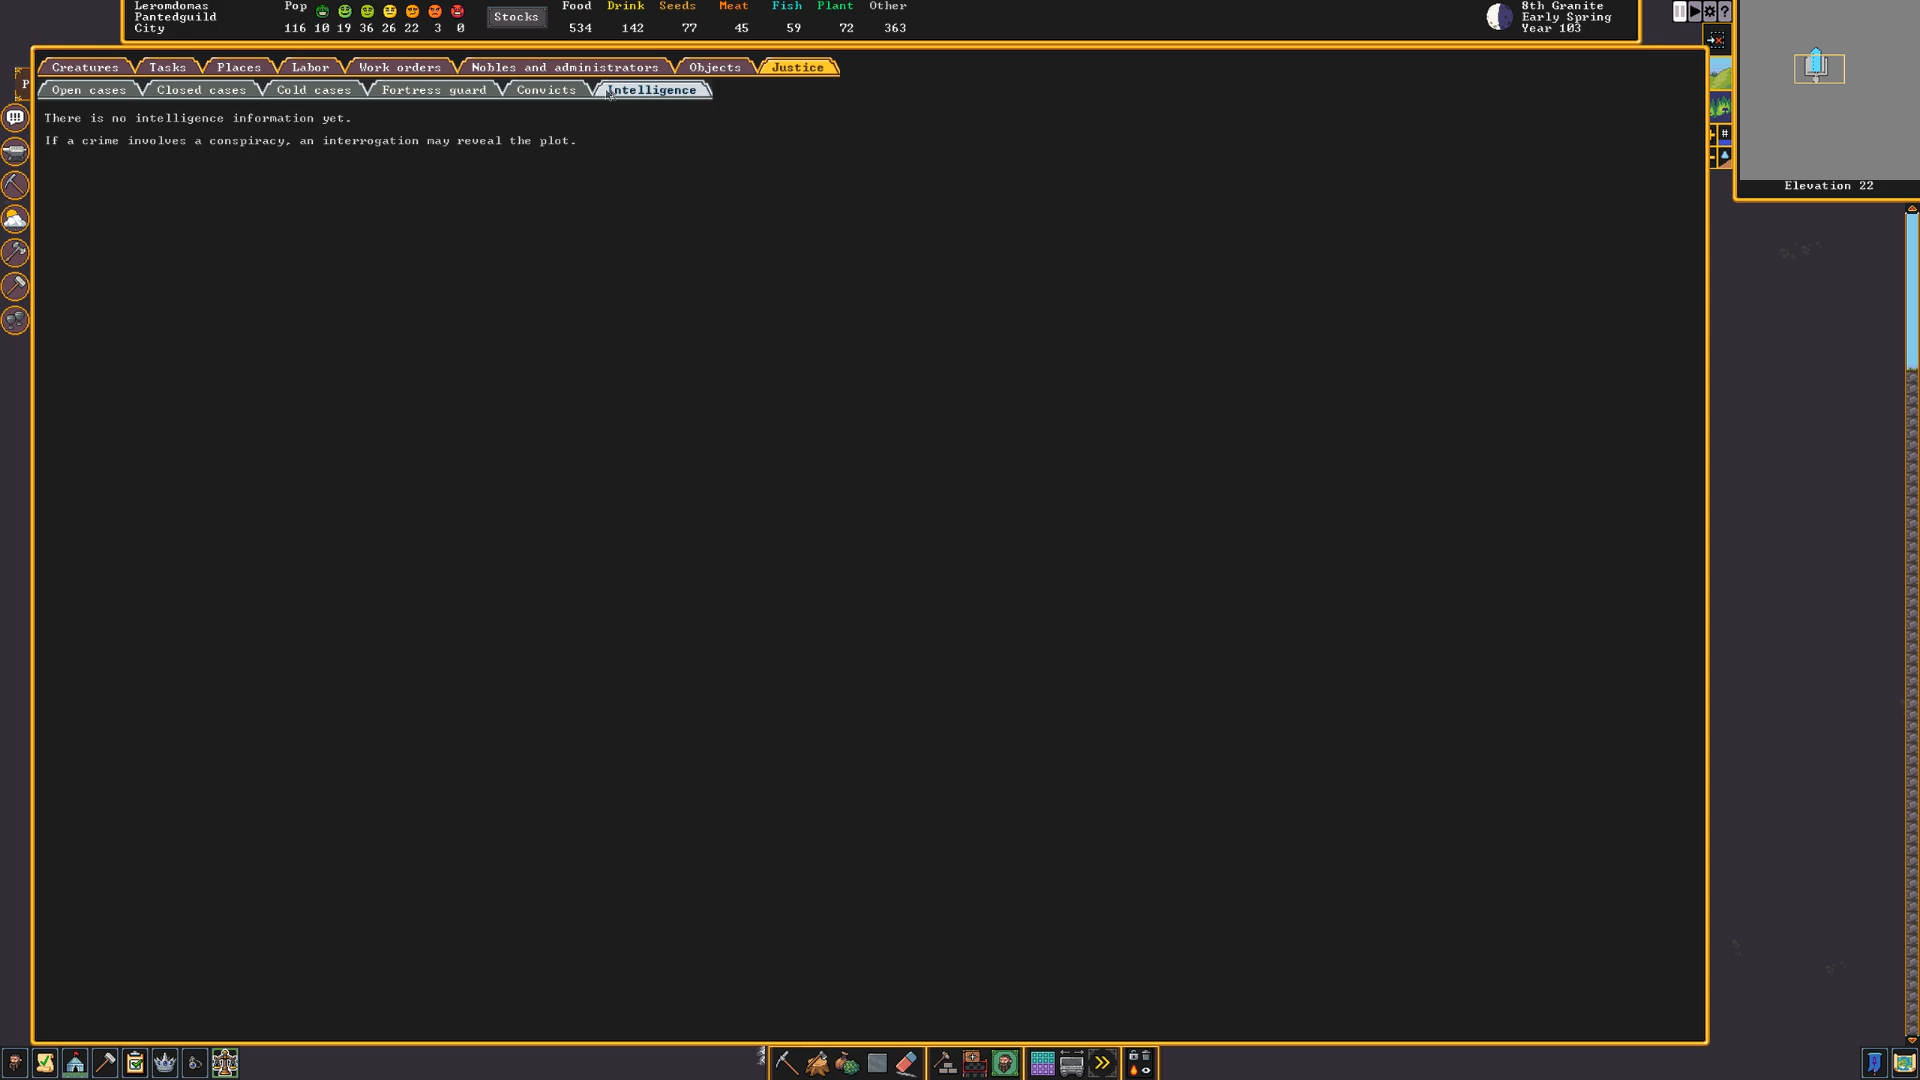 Leromdomas
Pantedguild
City
Pop
116 10 19 36 26 22 3 0
Stocks
Food Drink Seeds Meat Fish Plant Other
534 142 77 45 59 72 363
8th Granite
Early Spring
Year 103
Creatures Tasks Places Labor Work orders Nobles and administrators Objects Justice
Open cases Closed cases Cold cases Fortress guard Convicts Intelligence
There is no intelligence information yet.
If a crime involves a conspiracy, an interrogation may reveal the plot.
Elevation 22